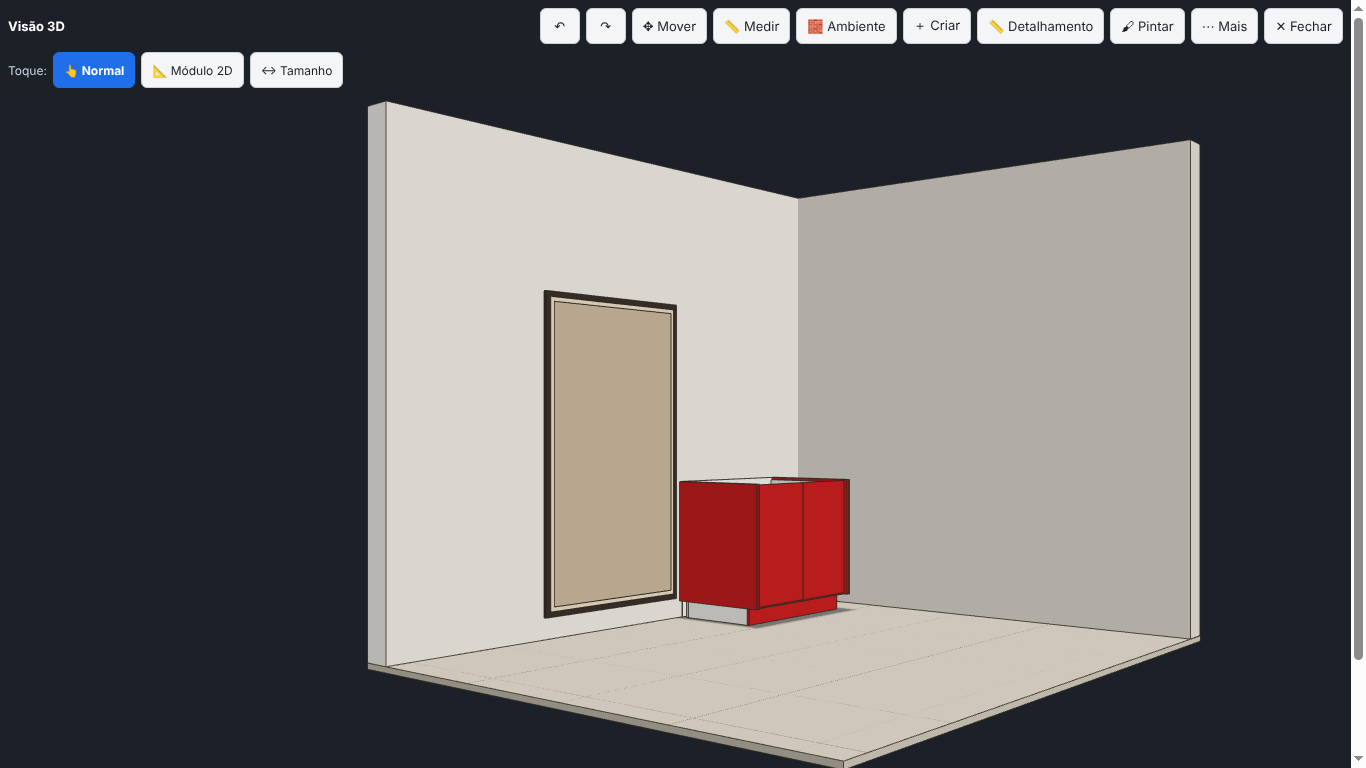 Visão 3D
↶ ↷ ✥ Mover 📏 Medir 🧱 Ambiente + Criar 📏 Detalhamento 🖌 Pintar ⋯ Mais ✕ Fechar
Toque: 👆 Normal 📐 Módulo 2D ↔ Tamanho